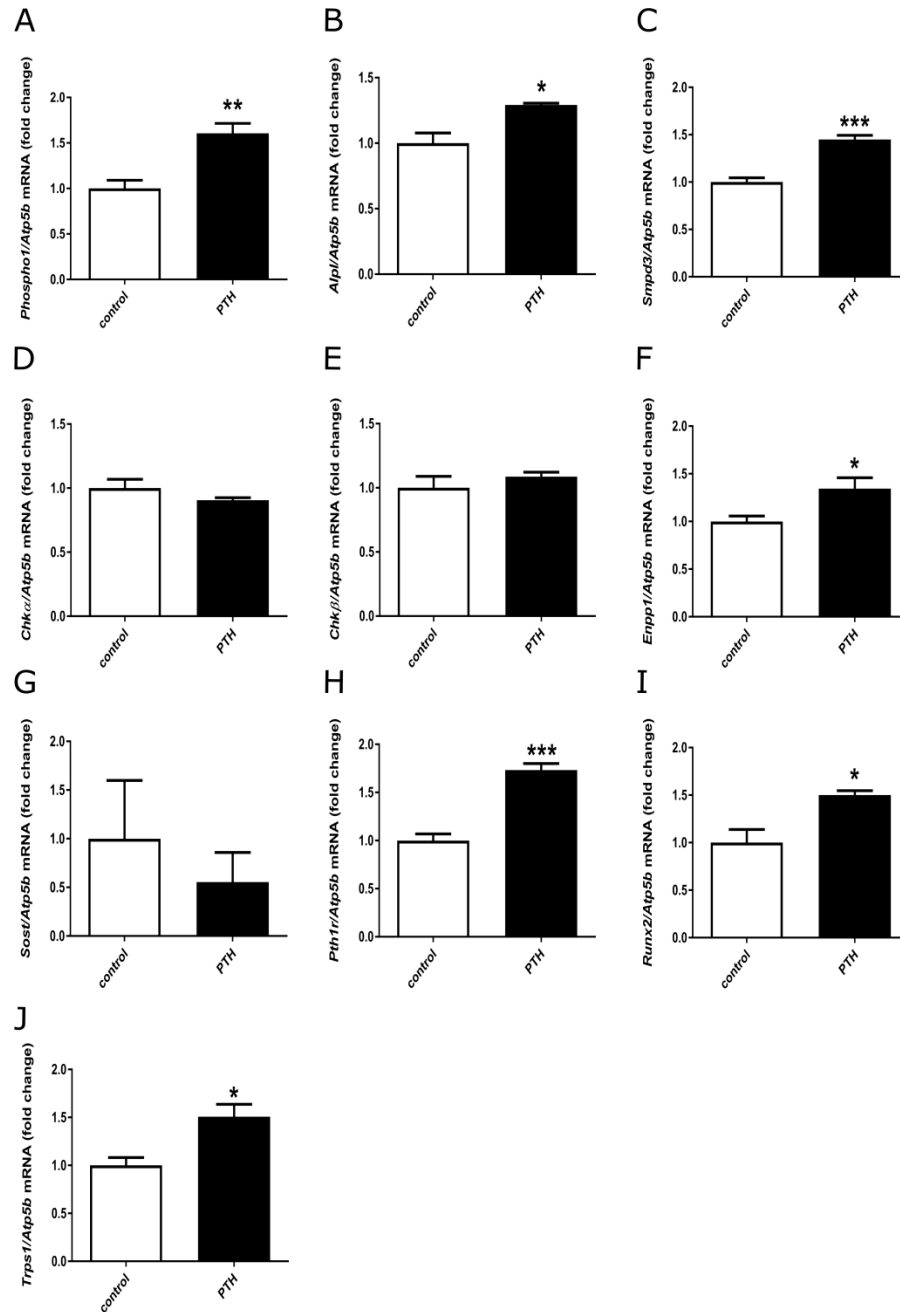 A
Phospho1/Atp5b mRNA (fold change)
2.0
1.5
1.0
0.5
0.0
**
control
PTH
B
Alpl/Atp5b mRNA (fold change)
1.5
1.0
0.5
0.0
*
control
PTH
C
Smpd3/Atp5b mRNA (fold change)
2.0
1.5
1.0
0.5
0.0
***
control
PTH
D
Chkα/Atp5b mRNA (fold change)
1.5
1.0
0.5
0.0
control
PTH
E
Chkβ/Atp5b mRNA (fold change)
1.5
1.0
0.5
0.0
control
PTH
F
Enpp1/Atp5b mRNA (fold change)
2.0
1.5
1.0
0.5
0.0
*
control
PTH
G
Sost/Atp5b mRNA (fold change)
2.0
1.5
1.0
0.5
0.0
control
PTH
H
Pth1r/Atp5b mRNA (fold change)
2.0
1.5
1.0
0.5
0.0
***
control
PTH
I
Runx2/Atp5b mRNA (fold change)
2.0
1.5
1.0
0.5
0.0
*
control
PTH
J
Trps1/Atp5b mRNA (fold change)
2.0
1.5
1.0
0.5
0.0
*
control
PTH